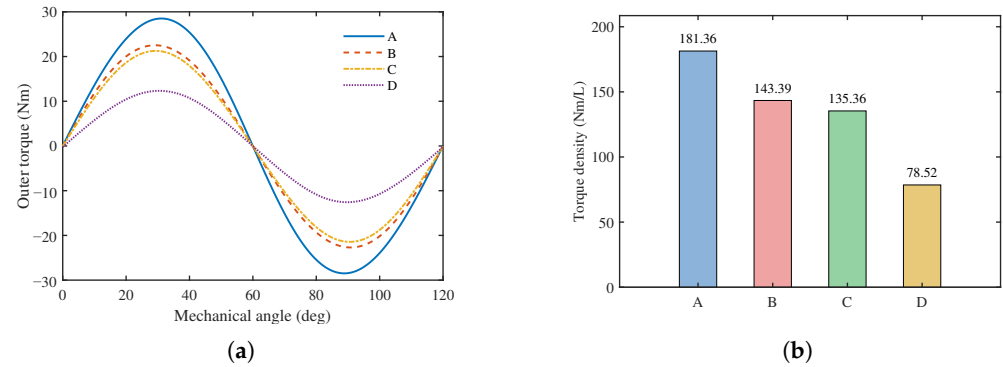 30
20
10
0
−10
−20
−30
0
20
40
60
80
100
120
Outer torque (Nm)
Mechanical angle (deg)
A
B
C
D
(a)
200
150
100
50
0
Torque density (Nm/L)
181.36
143.39
135.36
78.52
A
B
C
D
(b)